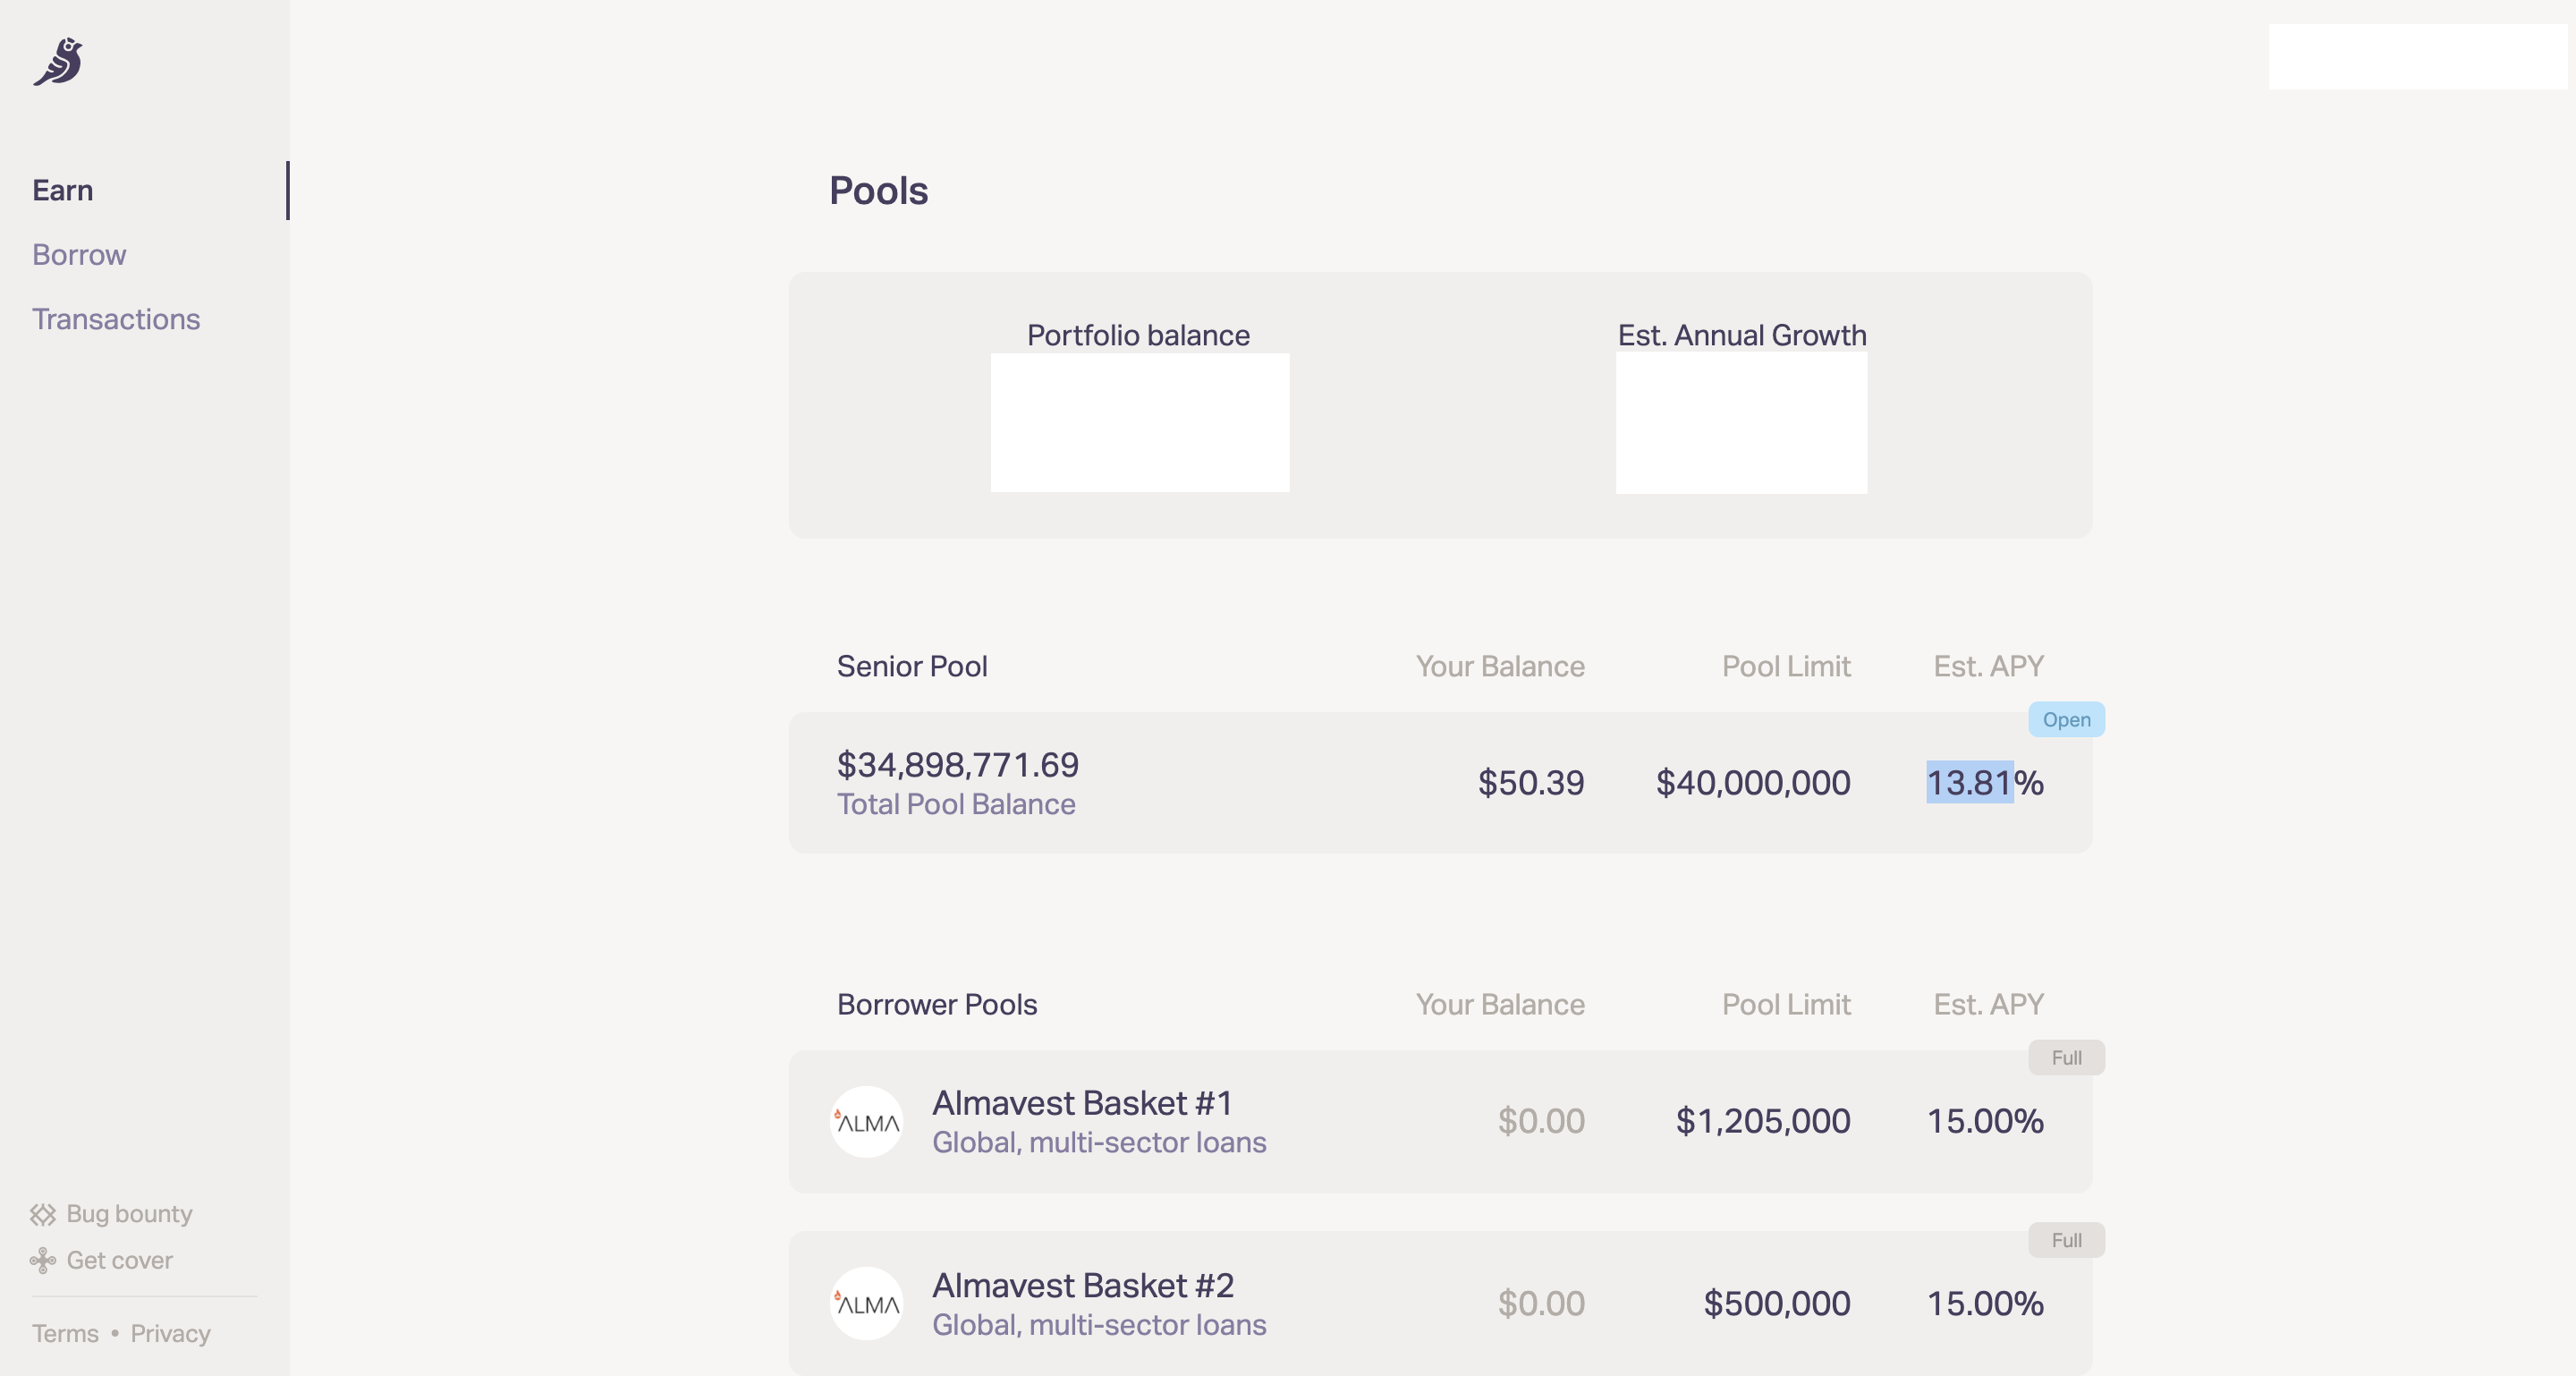 Earn
Borrow
Transactions
Bug bounty
Get cover
Terms • Privacy
Pools
Portfolio balance Est. Annual Growth
Senior Pool Your Balance Pool Limit Est. APY
Open
$34,898,771.69 $50.39 $40,000,000 13.81%
Total Pool Balance
Borrower Pools Your Balance Pool Limit Est. APY
Full
ALMA Almavest Basket #1 $0.00 $1,205,000 15.00%
Global, multi-sector loans
Full
ALMA Almavest Basket #2 $0.00 $500,000 15.00%
Global, multi-sector loans